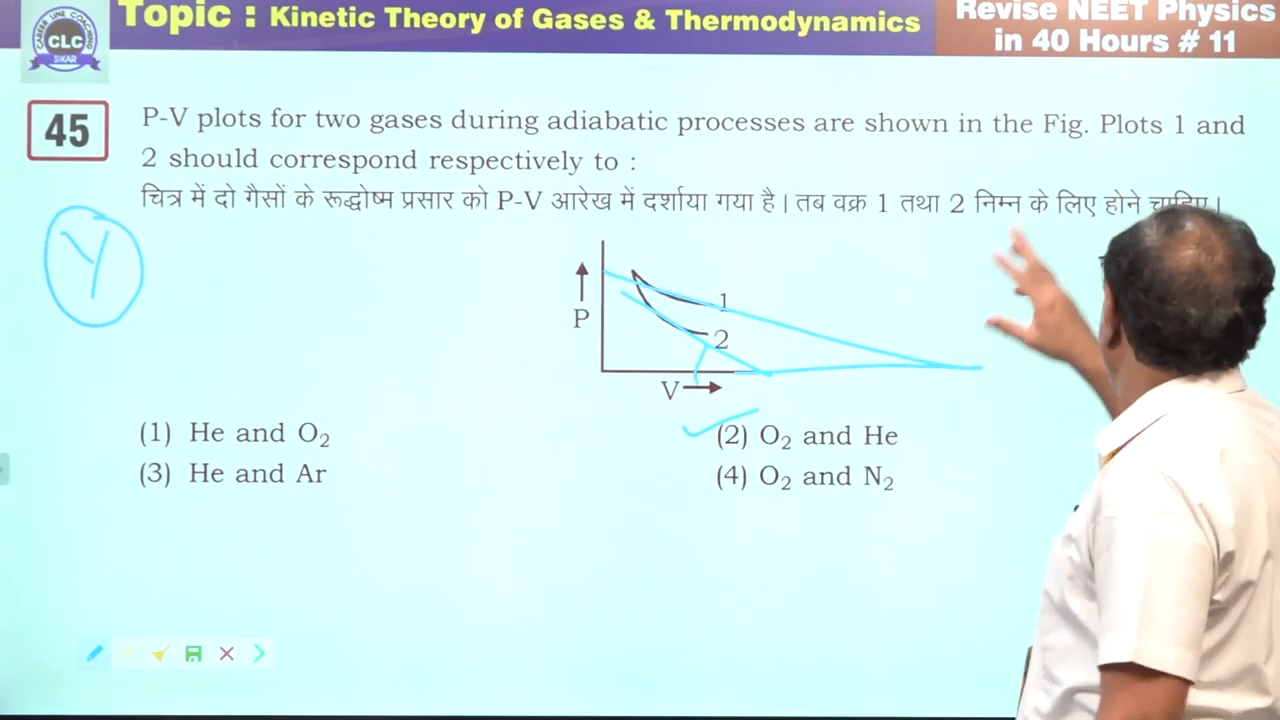 CAREER LINE COACHING
CLC
SIKAR
Topic : Kinetic Theory of Gases & Thermodynamics
Revise NEET Physics
in 40 Hours # 11
45
P-V plots for two gases during adiabatic processes are shown in the Fig. Plots 1 and
2 should correspond respectively to :
चित्र में दो गैसों के रूद्धोष्म प्रसार को P-V आरेख में दर्शाया गया है। तब वक्र 1 तथा 2 निम्न के लिए होने चाहिए।
γ
P
1
2
V
(1) He and O₂
(2) O₂ and He
(3) He and Ar
(4) O₂ and N₂